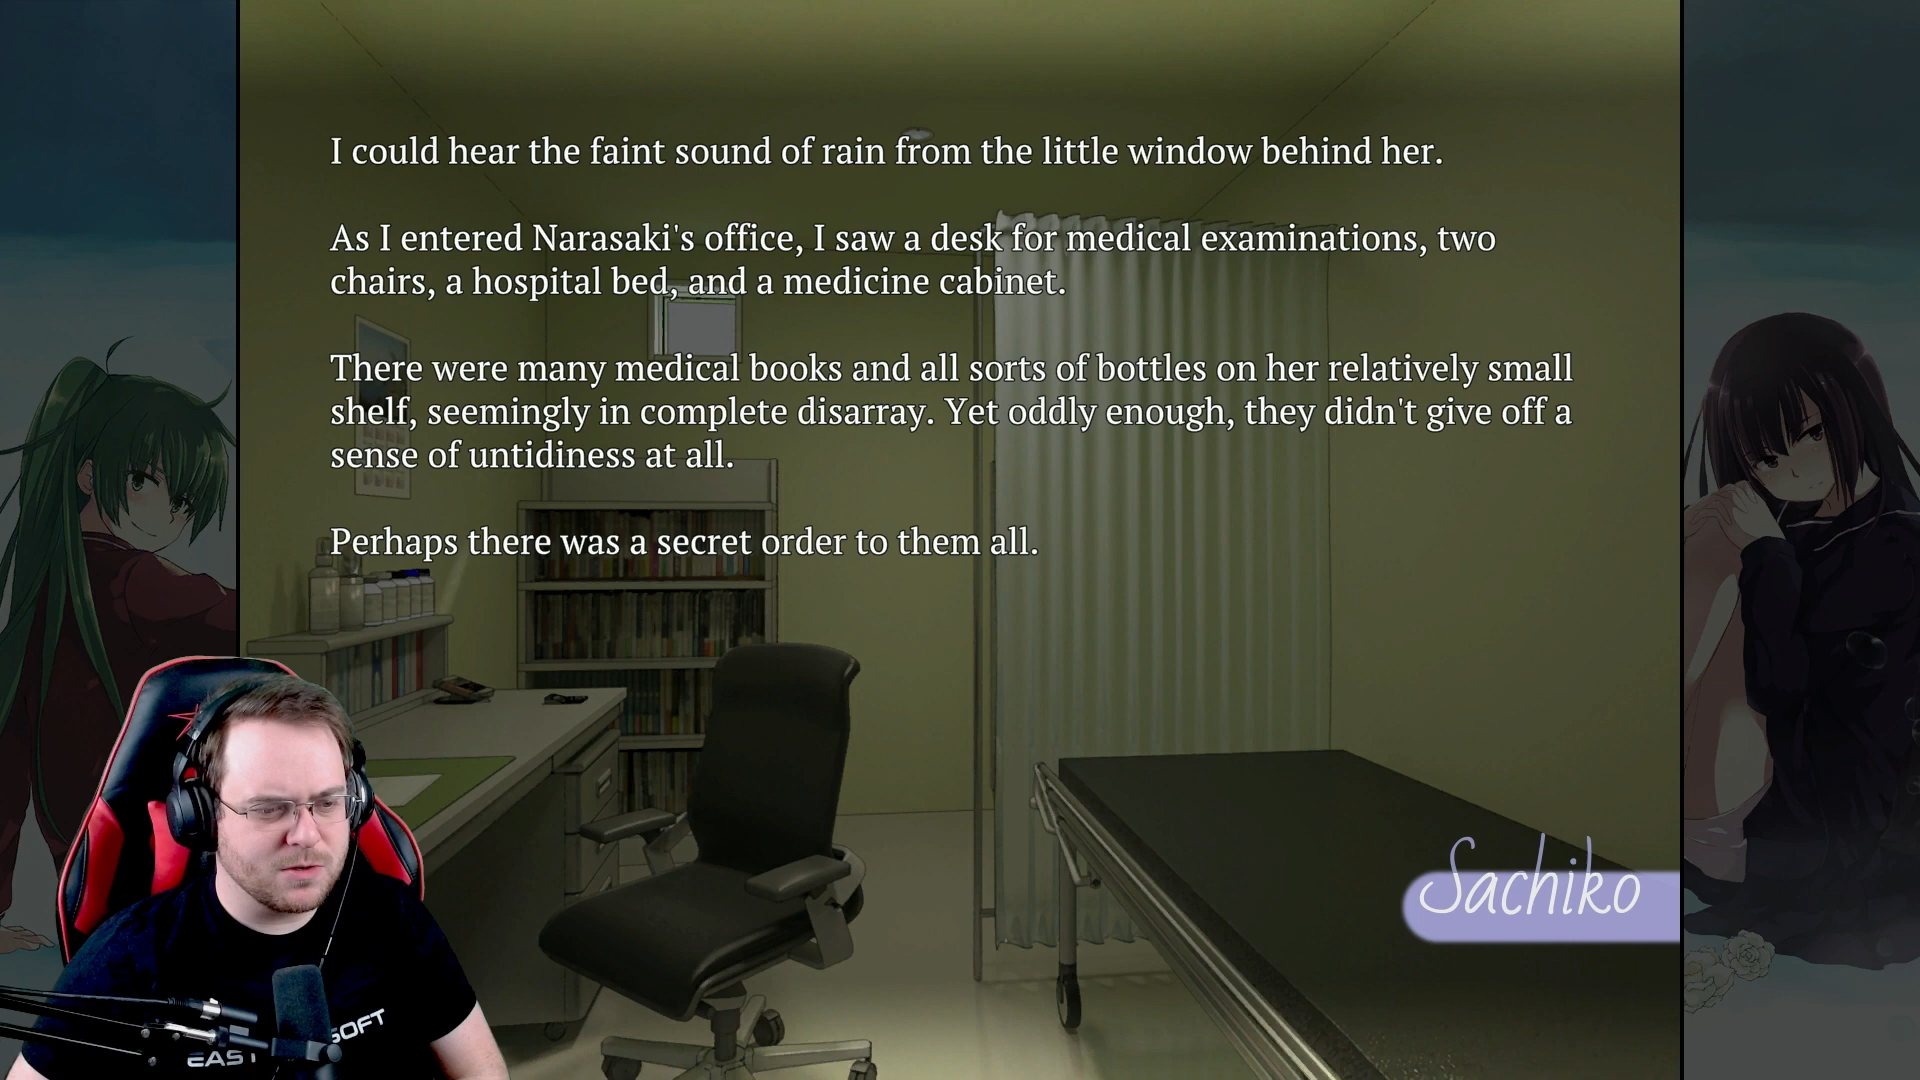 I could hear the faint sound of rain from the little window behind her.
As I entered Narasaki's office, I saw a desk for medical examinations, two
chairs, a hospital bed, and a medicine cabinet.
There were many medical books and all sorts of bottles on her relatively small
shelf, seemingly in complete disarray. Yet oddly enough, they didn't give off a
sense of untidiness at all.
Perhaps there was a secret order to them all.
Sachiko